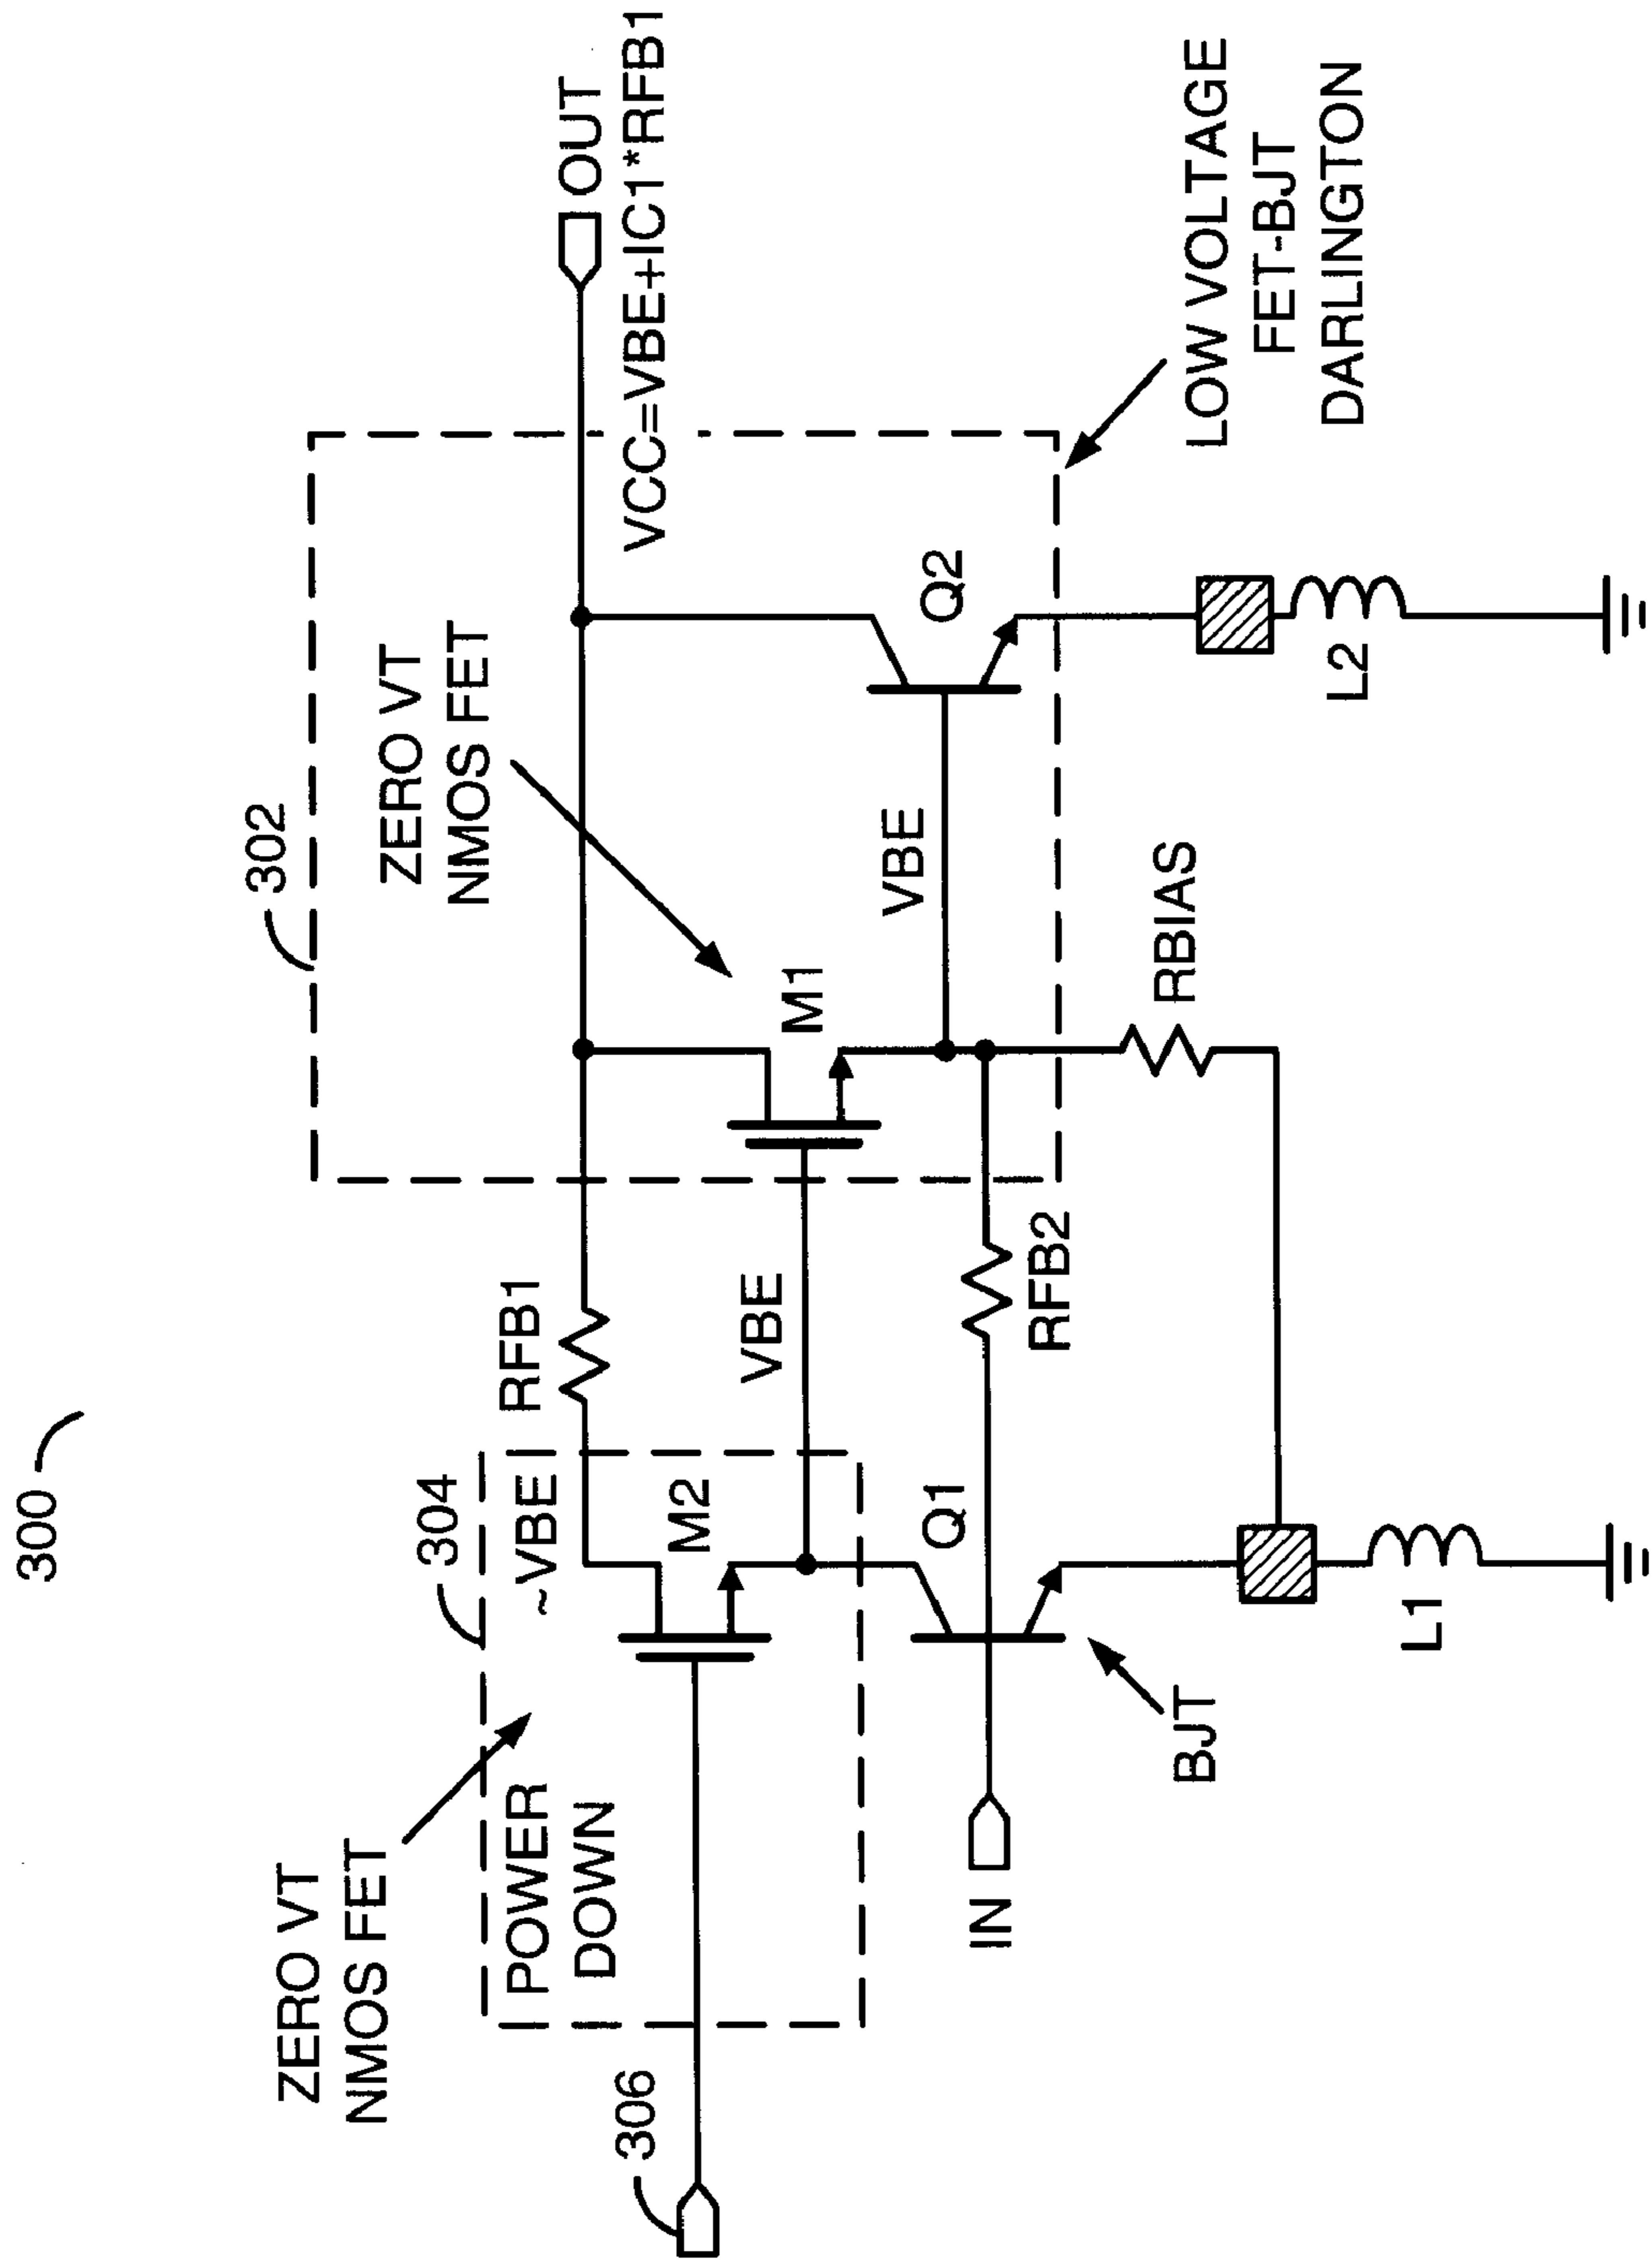 300
302
ZERO VT
NMOS FET
304
~VBE
RFB1
OUT
VCC=VBE+IC1*RFB1
ZERO VT
NMOS FET
POWER
DOWN
M2
VBE
M1
VBE
Q2
306
IN
Q1
RFB2
RBIAS
LOW VOLTAGE
FET-BJT
DARLINGTON
BJT
L1
L2